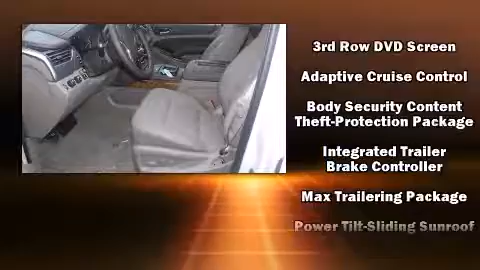 3rd Row DVD Screen
Adaptive Cruise Control
Body Security Content
Theft-Protection Package
Integrated Trailer
Brake Controller
Max Trailering Package
Power Tilt-Sliding Sunroof